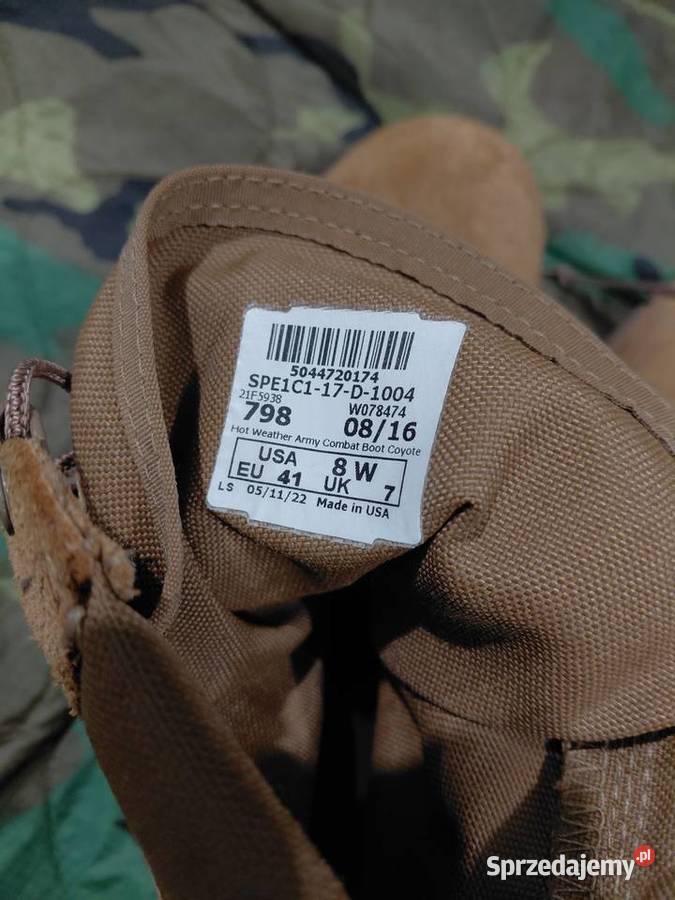 5044720174
SPE1C1-17-D-1004
21F5938 W078474
798 08/16
Hot Weather Army Combat Boot Coyote
USA 8 W
EU 41 UK 7
LS 05/11/22 Made in USA
Sprzedajemy.pl